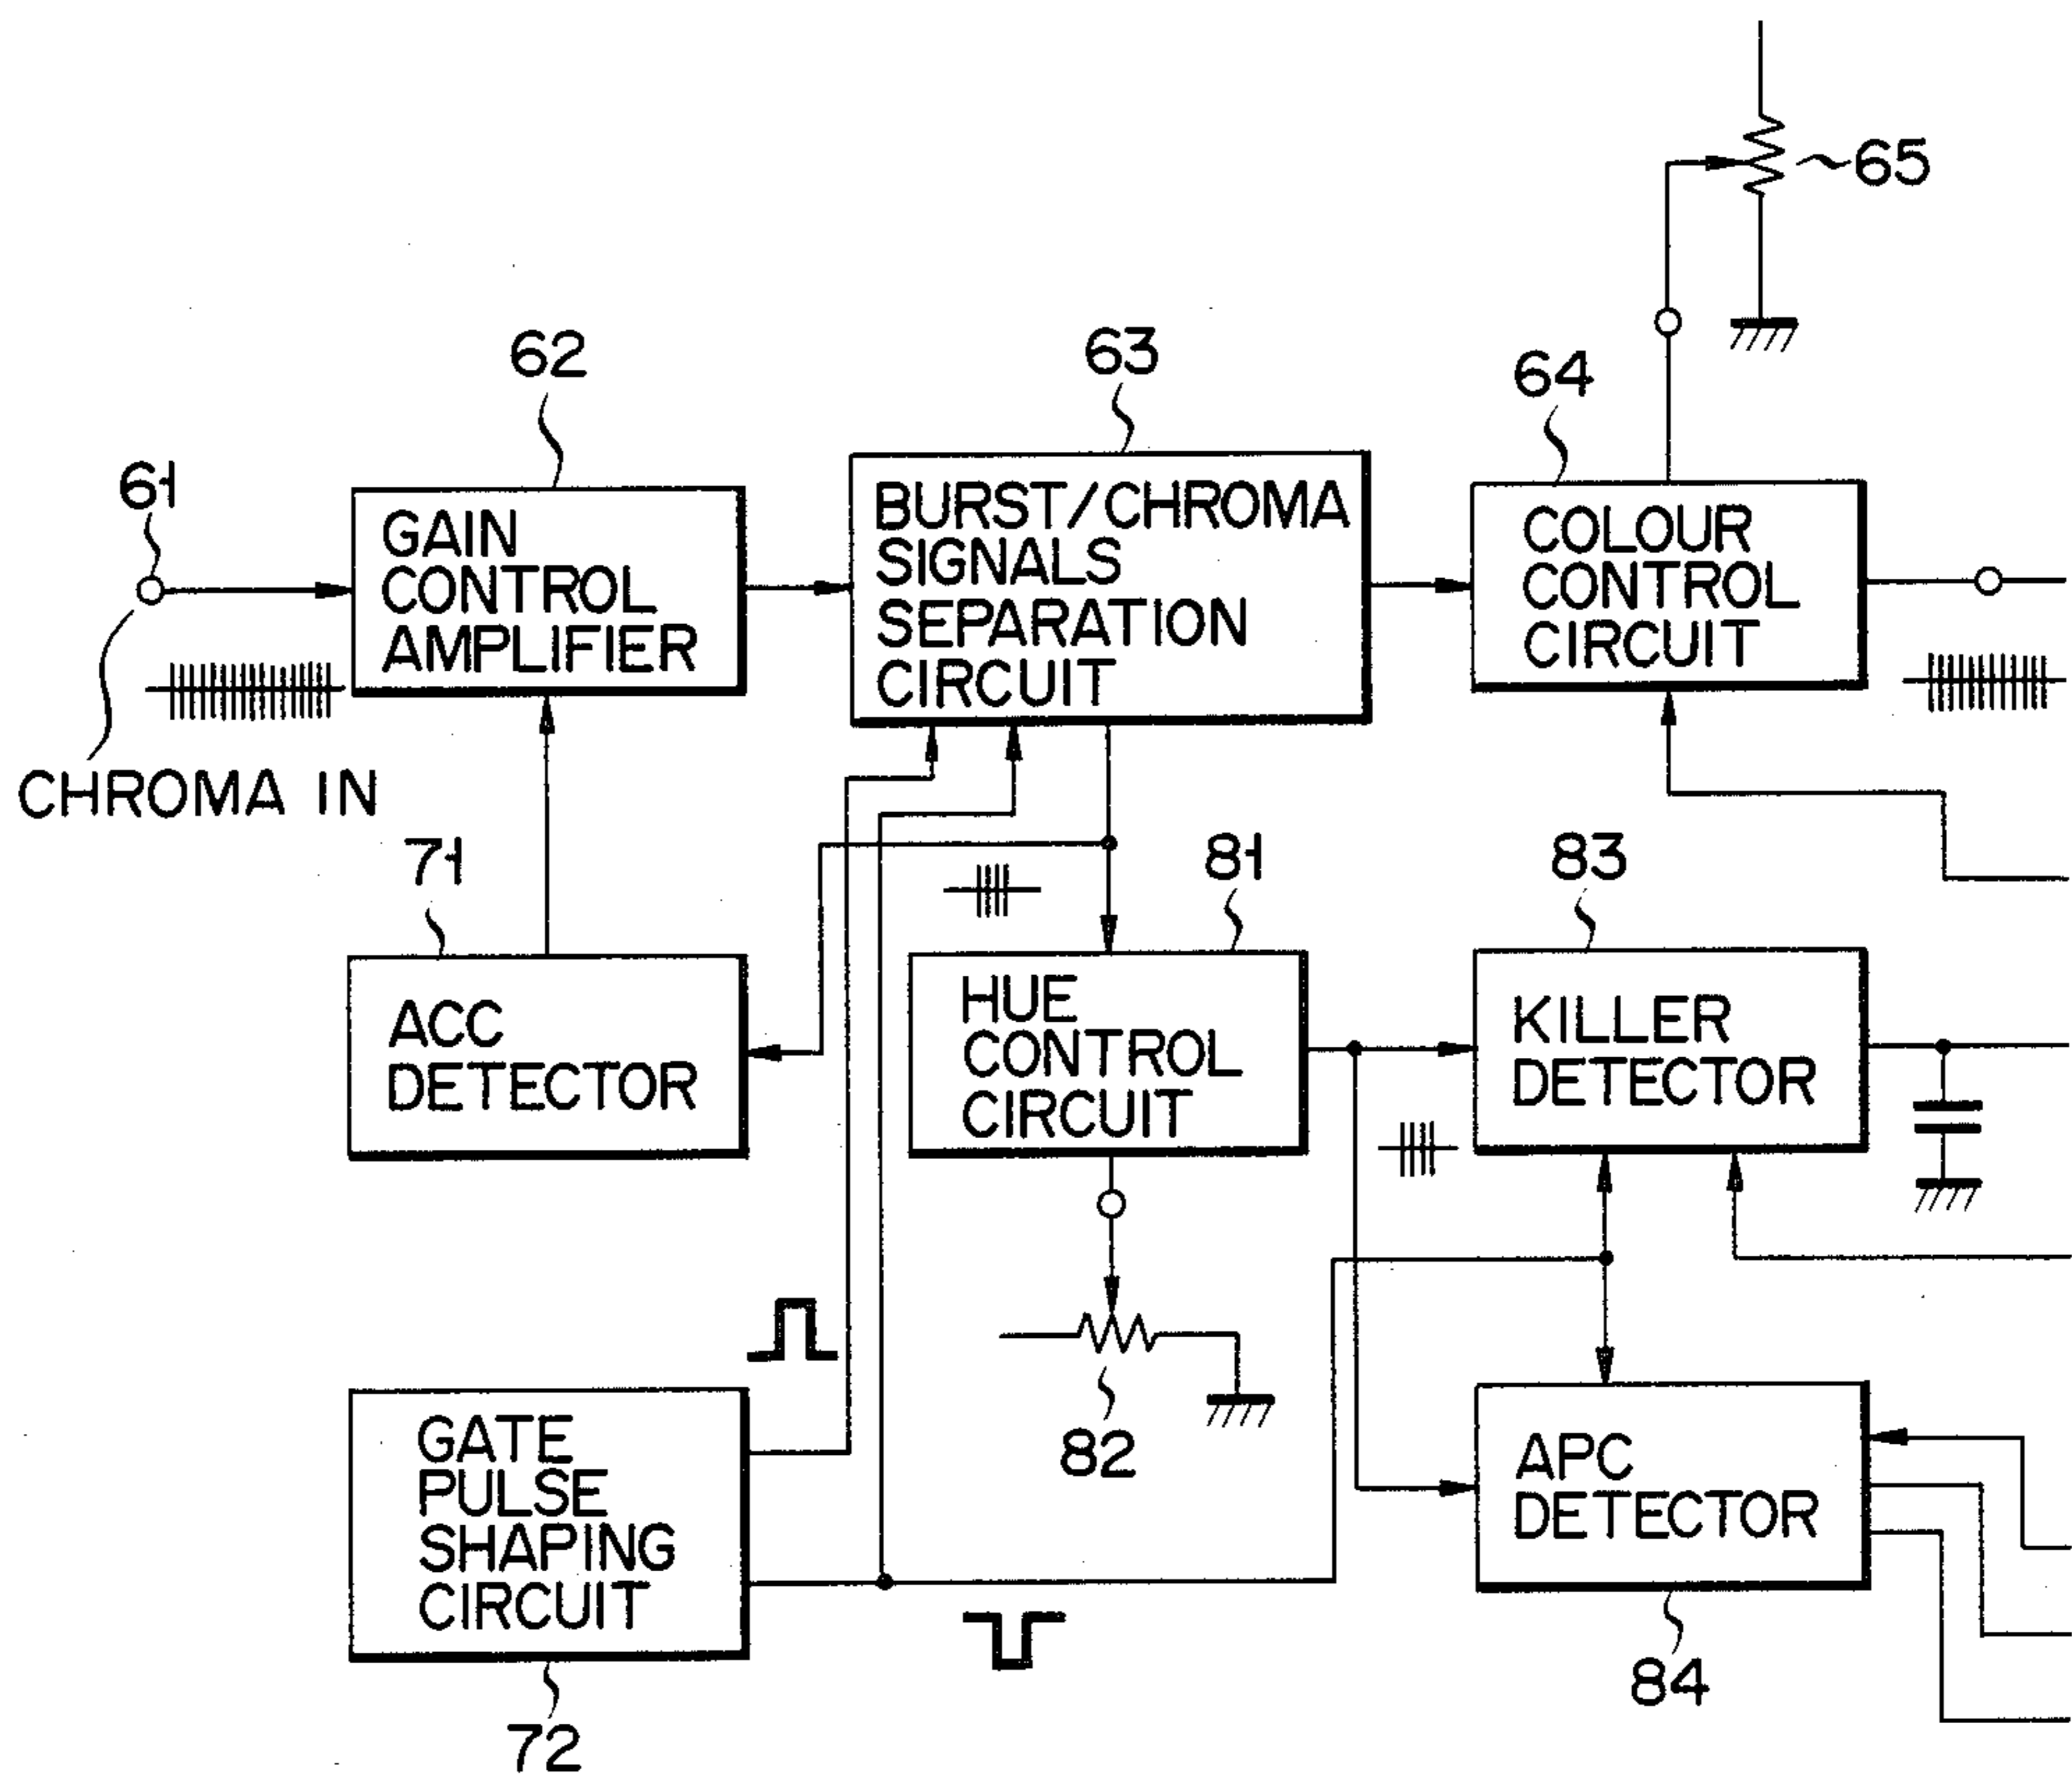 65
62
63
64
61
GAIN
CONTROL
AMPLIFIER
BURST/CHROMA
SIGNALS
SEPARATION
CIRCUIT
COLOUR
CONTROL
CIRCUIT
CHROMA IN
71
81
83
ACC
DETECTOR
HUE
CONTROL
CIRCUIT
KILLER
DETECTOR
82
GATE
PULSE
SHAPING
CIRCUIT
APC
DETECTOR
72
84